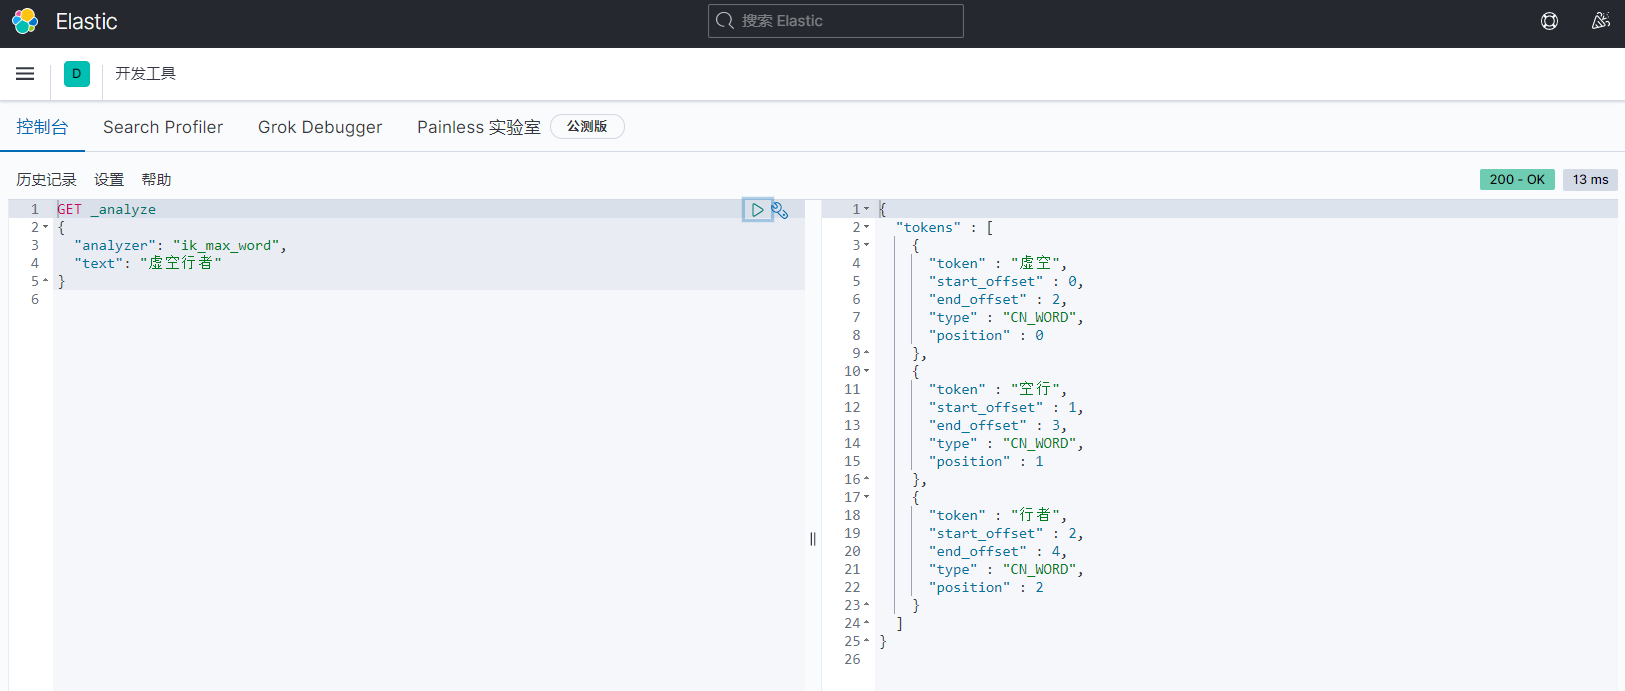 Elastic
搜索 Elastic
D
开发工具
控制台 Search Profiler Grok Debugger Painless 实验室 公测版
历史记录 设置 帮助
200 - OK 13 ms
1 GET _analyze
2 {
3 "analyzer": "ik_max_word",
4 "text": "虚空行者"
5 }
6
1 {
2 "tokens" : [
3 {
4 "token" : "虚空",
5 "start_offset" : 0,
6 "end_offset" : 2,
7 "type" : "CN_WORD",
8 "position" : 0
9 },
10 {
11 "token" : "空行",
12 "start_offset" : 1,
13 "end_offset" : 3,
14 "type" : "CN_WORD",
15 "position" : 1
16 },
17 {
18 "token" : "行者",
19 "start_offset" : 2,
20 "end_offset" : 4,
21 "type" : "CN_WORD",
22 "position" : 2
23 }
24 ]
25 }
26